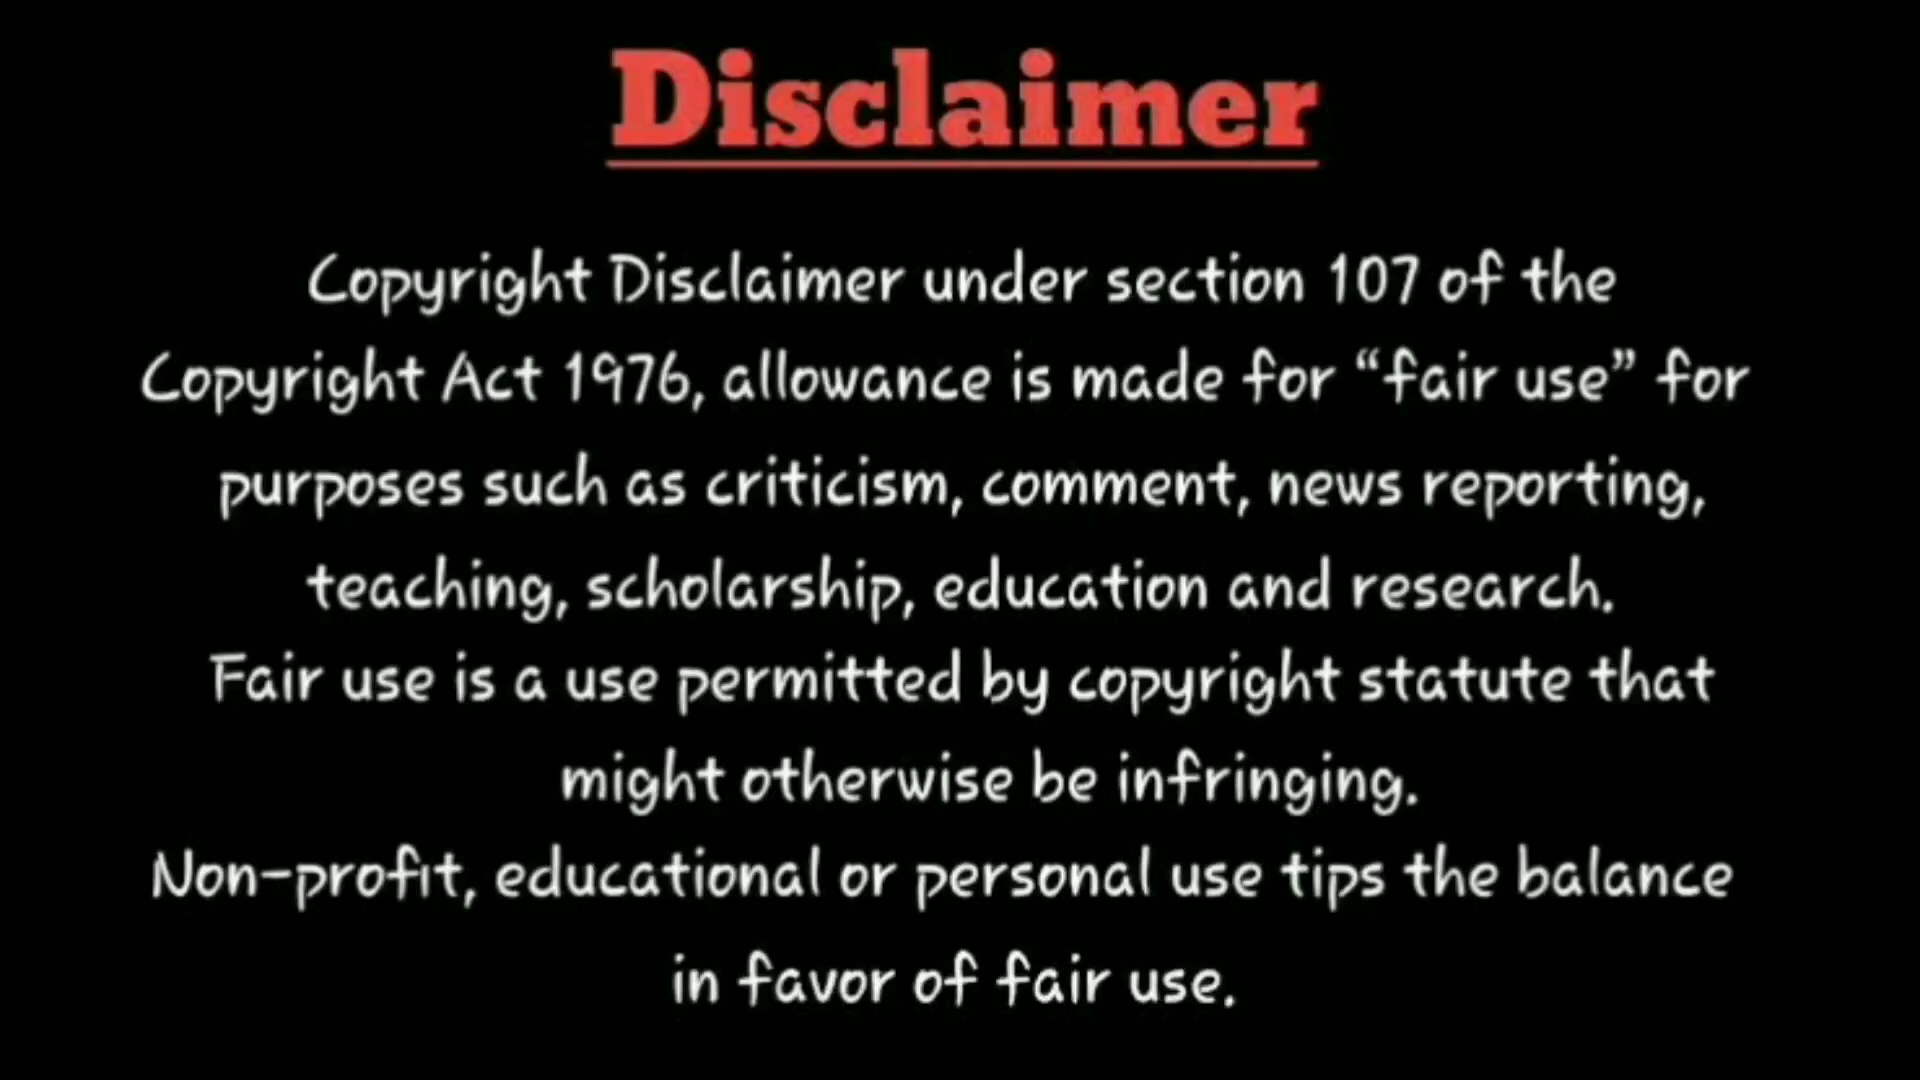 Disclaimer
Copyright Disclaimer under section 107 of the
Copyright Act 1976, allowance is made for “fair use” for
purposes such as criticism, comment, news reporting,
teaching, scholarship, education and research.
Fair use is a use permitted by copyright statute that
might otherwise be infringing.
Non-profit, educational or personal use tips the balance
in favor of fair use.